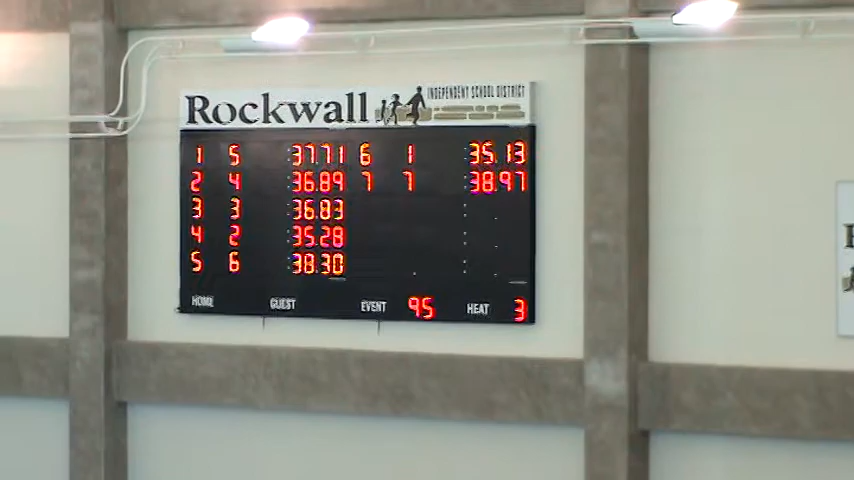 Rockwall INDEPENDENT SCHOOL DISTRICT
1 5 :37.71 6 1 :35.13
2 4 :36.89 7 7 :38.97
3 3 :36.03
4 2 :35.28
5 6 :38.30
HOME GUEST EVENT 95 HEAT 3